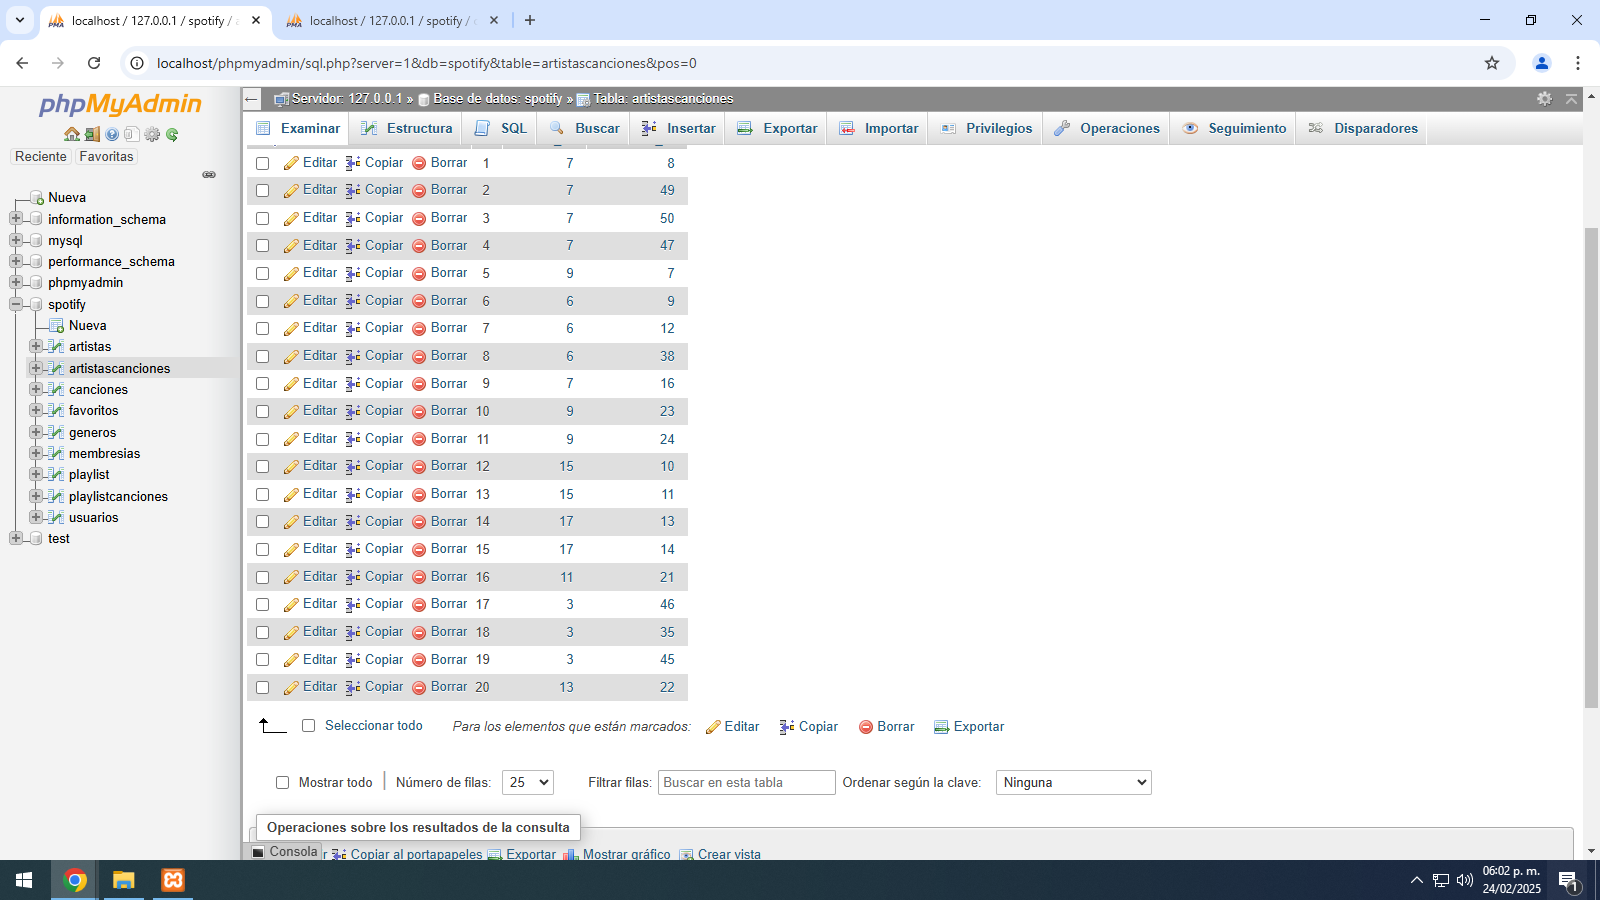 localhost / 127.0.0.1 / spotify /
localhost / 127.0.0.1 / spotify /
localhost/phpmyadmin/sql.php?server=1&db=spotify&table=artistascanciones&pos=0
phpMyAdmin
Reciente Favoritas
Nueva
information_schema
mysql
performance_schema
phpmyadmin
spotify
Nueva
artistas
artistascanciones
canciones
favoritos
generos
membresias
playlist
playlistcanciones
usuarios
test
Servidor: 127.0.0.1 » Base de datos: spotify » Tabla: artistascanciones
Examinar Estructura SQL Buscar Insertar Exportar Importar Privilegios Operaciones Seguimiento Disparadores
Editar Copiar Borrar 1 7 8
Editar Copiar Borrar 2 7 49
Editar Copiar Borrar 3 7 50
Editar Copiar Borrar 4 7 47
Editar Copiar Borrar 5 9 7
Editar Copiar Borrar 6 6 9
Editar Copiar Borrar 7 6 12
Editar Copiar Borrar 8 6 38
Editar Copiar Borrar 9 7 16
Editar Copiar Borrar 10 9 23
Editar Copiar Borrar 11 9 24
Editar Copiar Borrar 12 15 10
Editar Copiar Borrar 13 15 11
Editar Copiar Borrar 14 17 13
Editar Copiar Borrar 15 17 14
Editar Copiar Borrar 16 11 21
Editar Copiar Borrar 17 3 46
Editar Copiar Borrar 18 3 35
Editar Copiar Borrar 19 3 45
Editar Copiar Borrar 20 13 22
Seleccionar todo Para los elementos que están marcados: Editar Copiar Borrar Exportar
Mostrar todo Número de filas: 25 Filtrar filas: Buscar en esta tabla Ordenar según la clave: Ninguna
Operaciones sobre los resultados de la consulta
Consola Copiar al portapapeles Exportar Mostrar gráfico Crear vista
06:02 p. m.
24/02/2025
1